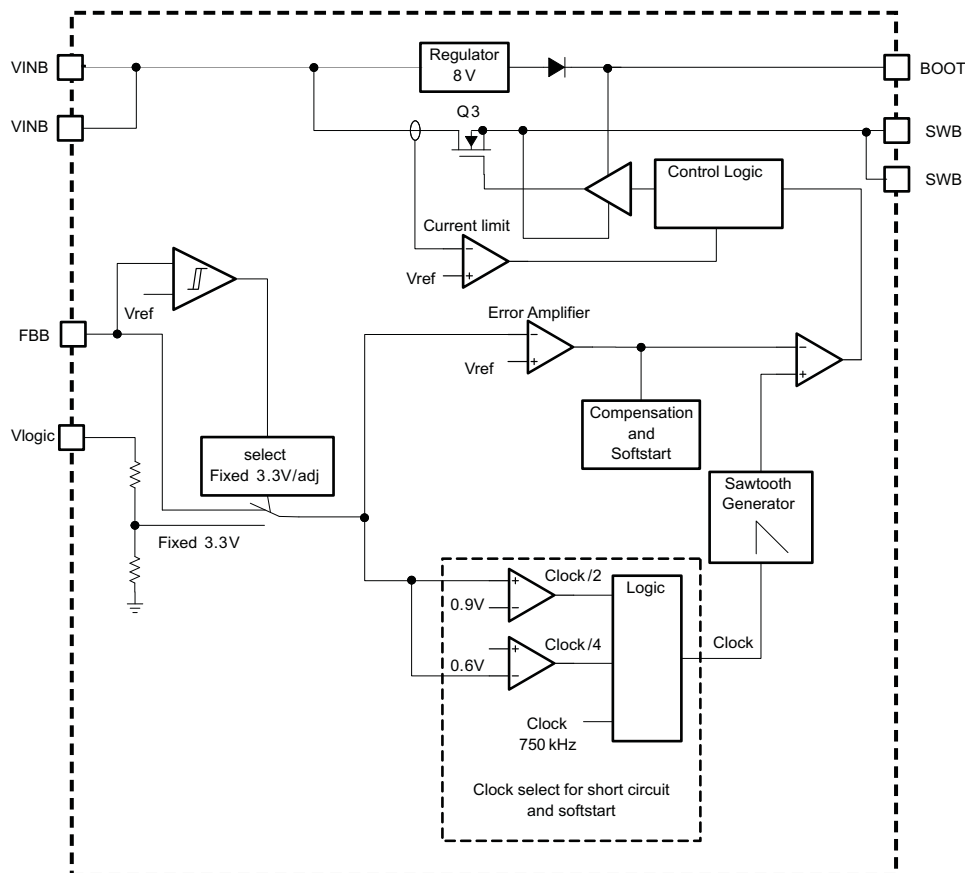 VINB
Regulator
8 V
BOOT
Q3
VINB
SWB
SWB
Control Logic
Current limit
−
+
Vref
Vref
FBB
Error Amplifier
−
+
Vref
−
+
Compensation
and
Softstart
Vlogic
select
Fixed 3.3V/adj
Sawtooth
Generator
Fixed 3.3V
+
−
0.9V
Clock/2
Logic
Clock/4
+
−
0.6V
Clock
Clock
750 kHz
Clock select for short circuit
and softstart